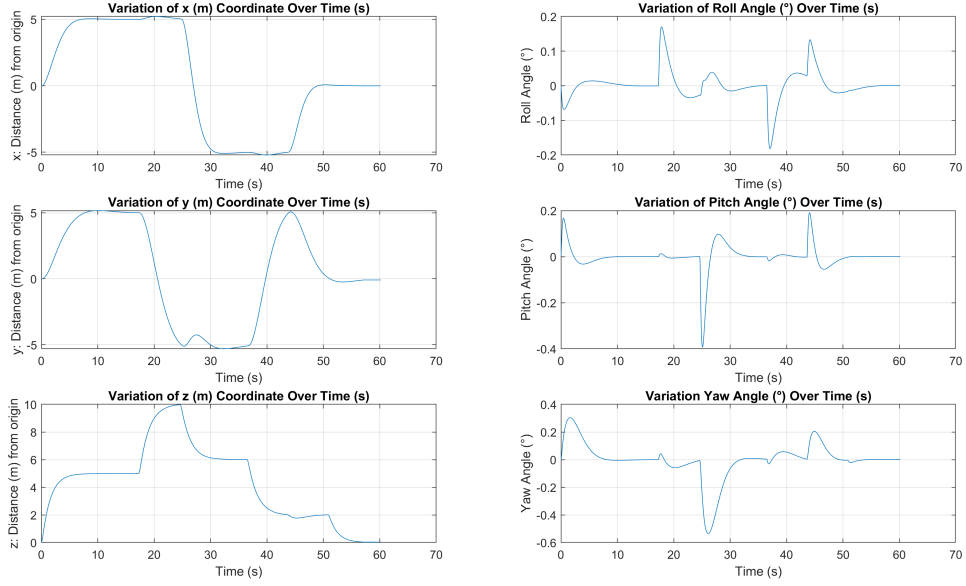 Variation of x (m) Coordinate Over Time (s)
x: Distance (m) from origin
5
0
-5
0 10 20 30 40 50 60 70
Time (s)
Variation of Roll Angle (°) Over Time (s)
Roll Angle (°)
0.2
0.1
0
-0.1
-0.2
0 10 20 30 40 50 60 70
Time (s)
Variation of y (m) Coordinate Over Time (s)
y: Distance (m) from origin
5
0
-5
0 10 20 30 40 50 60 70
Time (s)
Variation of Pitch Angle (°) Over Time (s)
Pitch Angle (°)
0.2
0
-0.2
-0.4
0 10 20 30 40 50 60 70
Time (s)
Variation of z (m) Coordinate Over Time (s)
z: Distance (m) from origin
10
8
6
4
2
0
0 10 20 30 40 50 60 70
Time (s)
Variation Yaw Angle (°) Over Time (s)
Yaw Angle (°)
0.4
0.2
0
-0.2
-0.4
-0.6
0 10 20 30 40 50 60 70
Time (s)